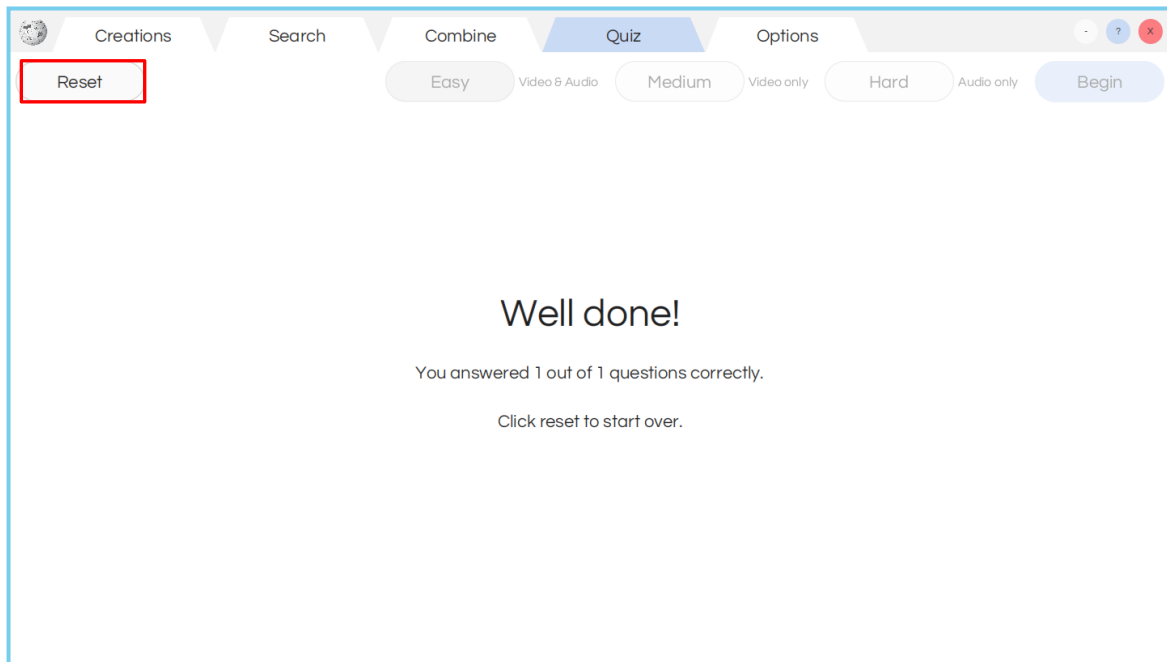 Creations Search Combine Quiz Options - ? X
Reset Easy Video & Audio Medium Video only Hard Audio only Begin
Well done!
You answered 1 out of 1 questions correctly.
Click reset to start over.